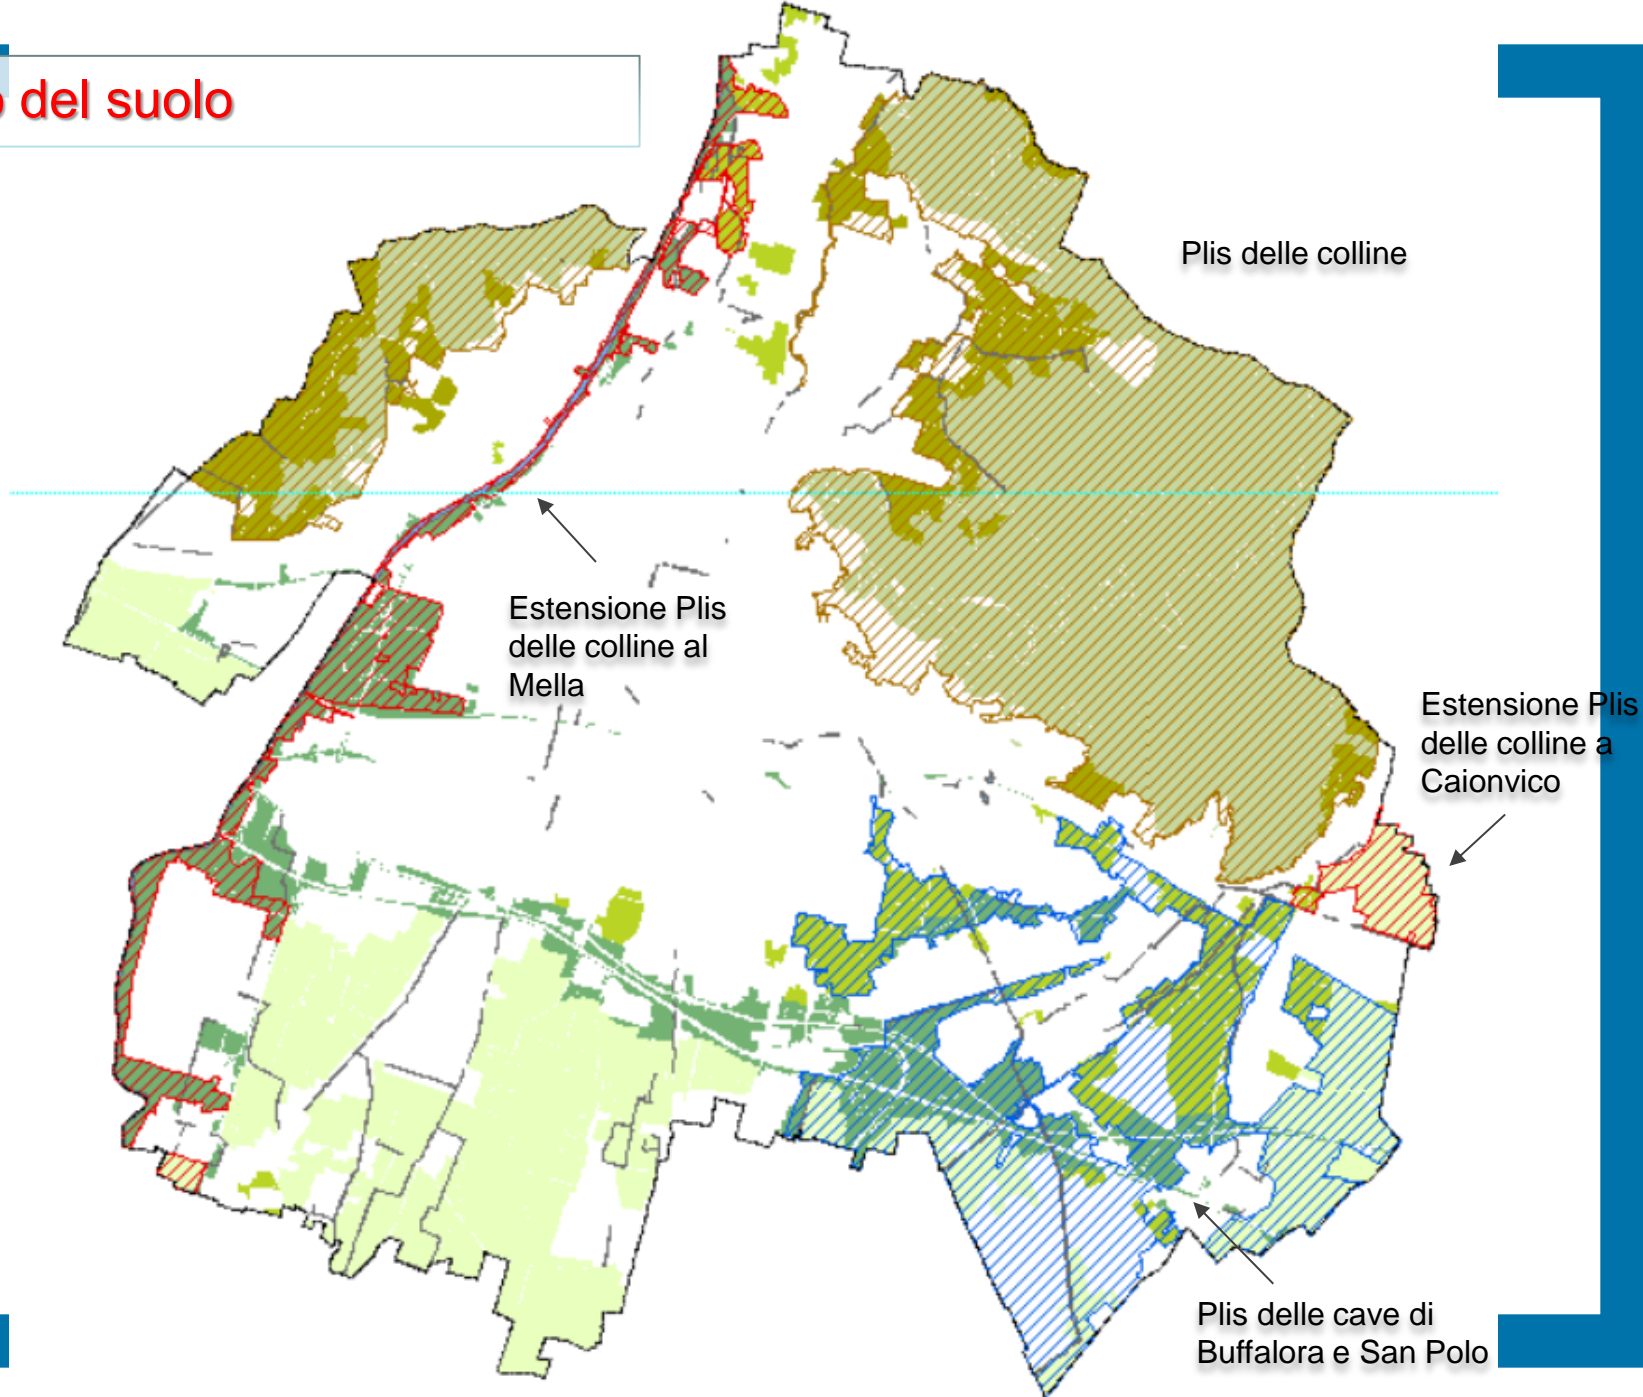 del suolo
Plis delle colline
Estensione Plis
delle colline al
Mella
Estensione Plis
delle colline a
Caionvico
Plis delle cave di
Buffalora e San Polo